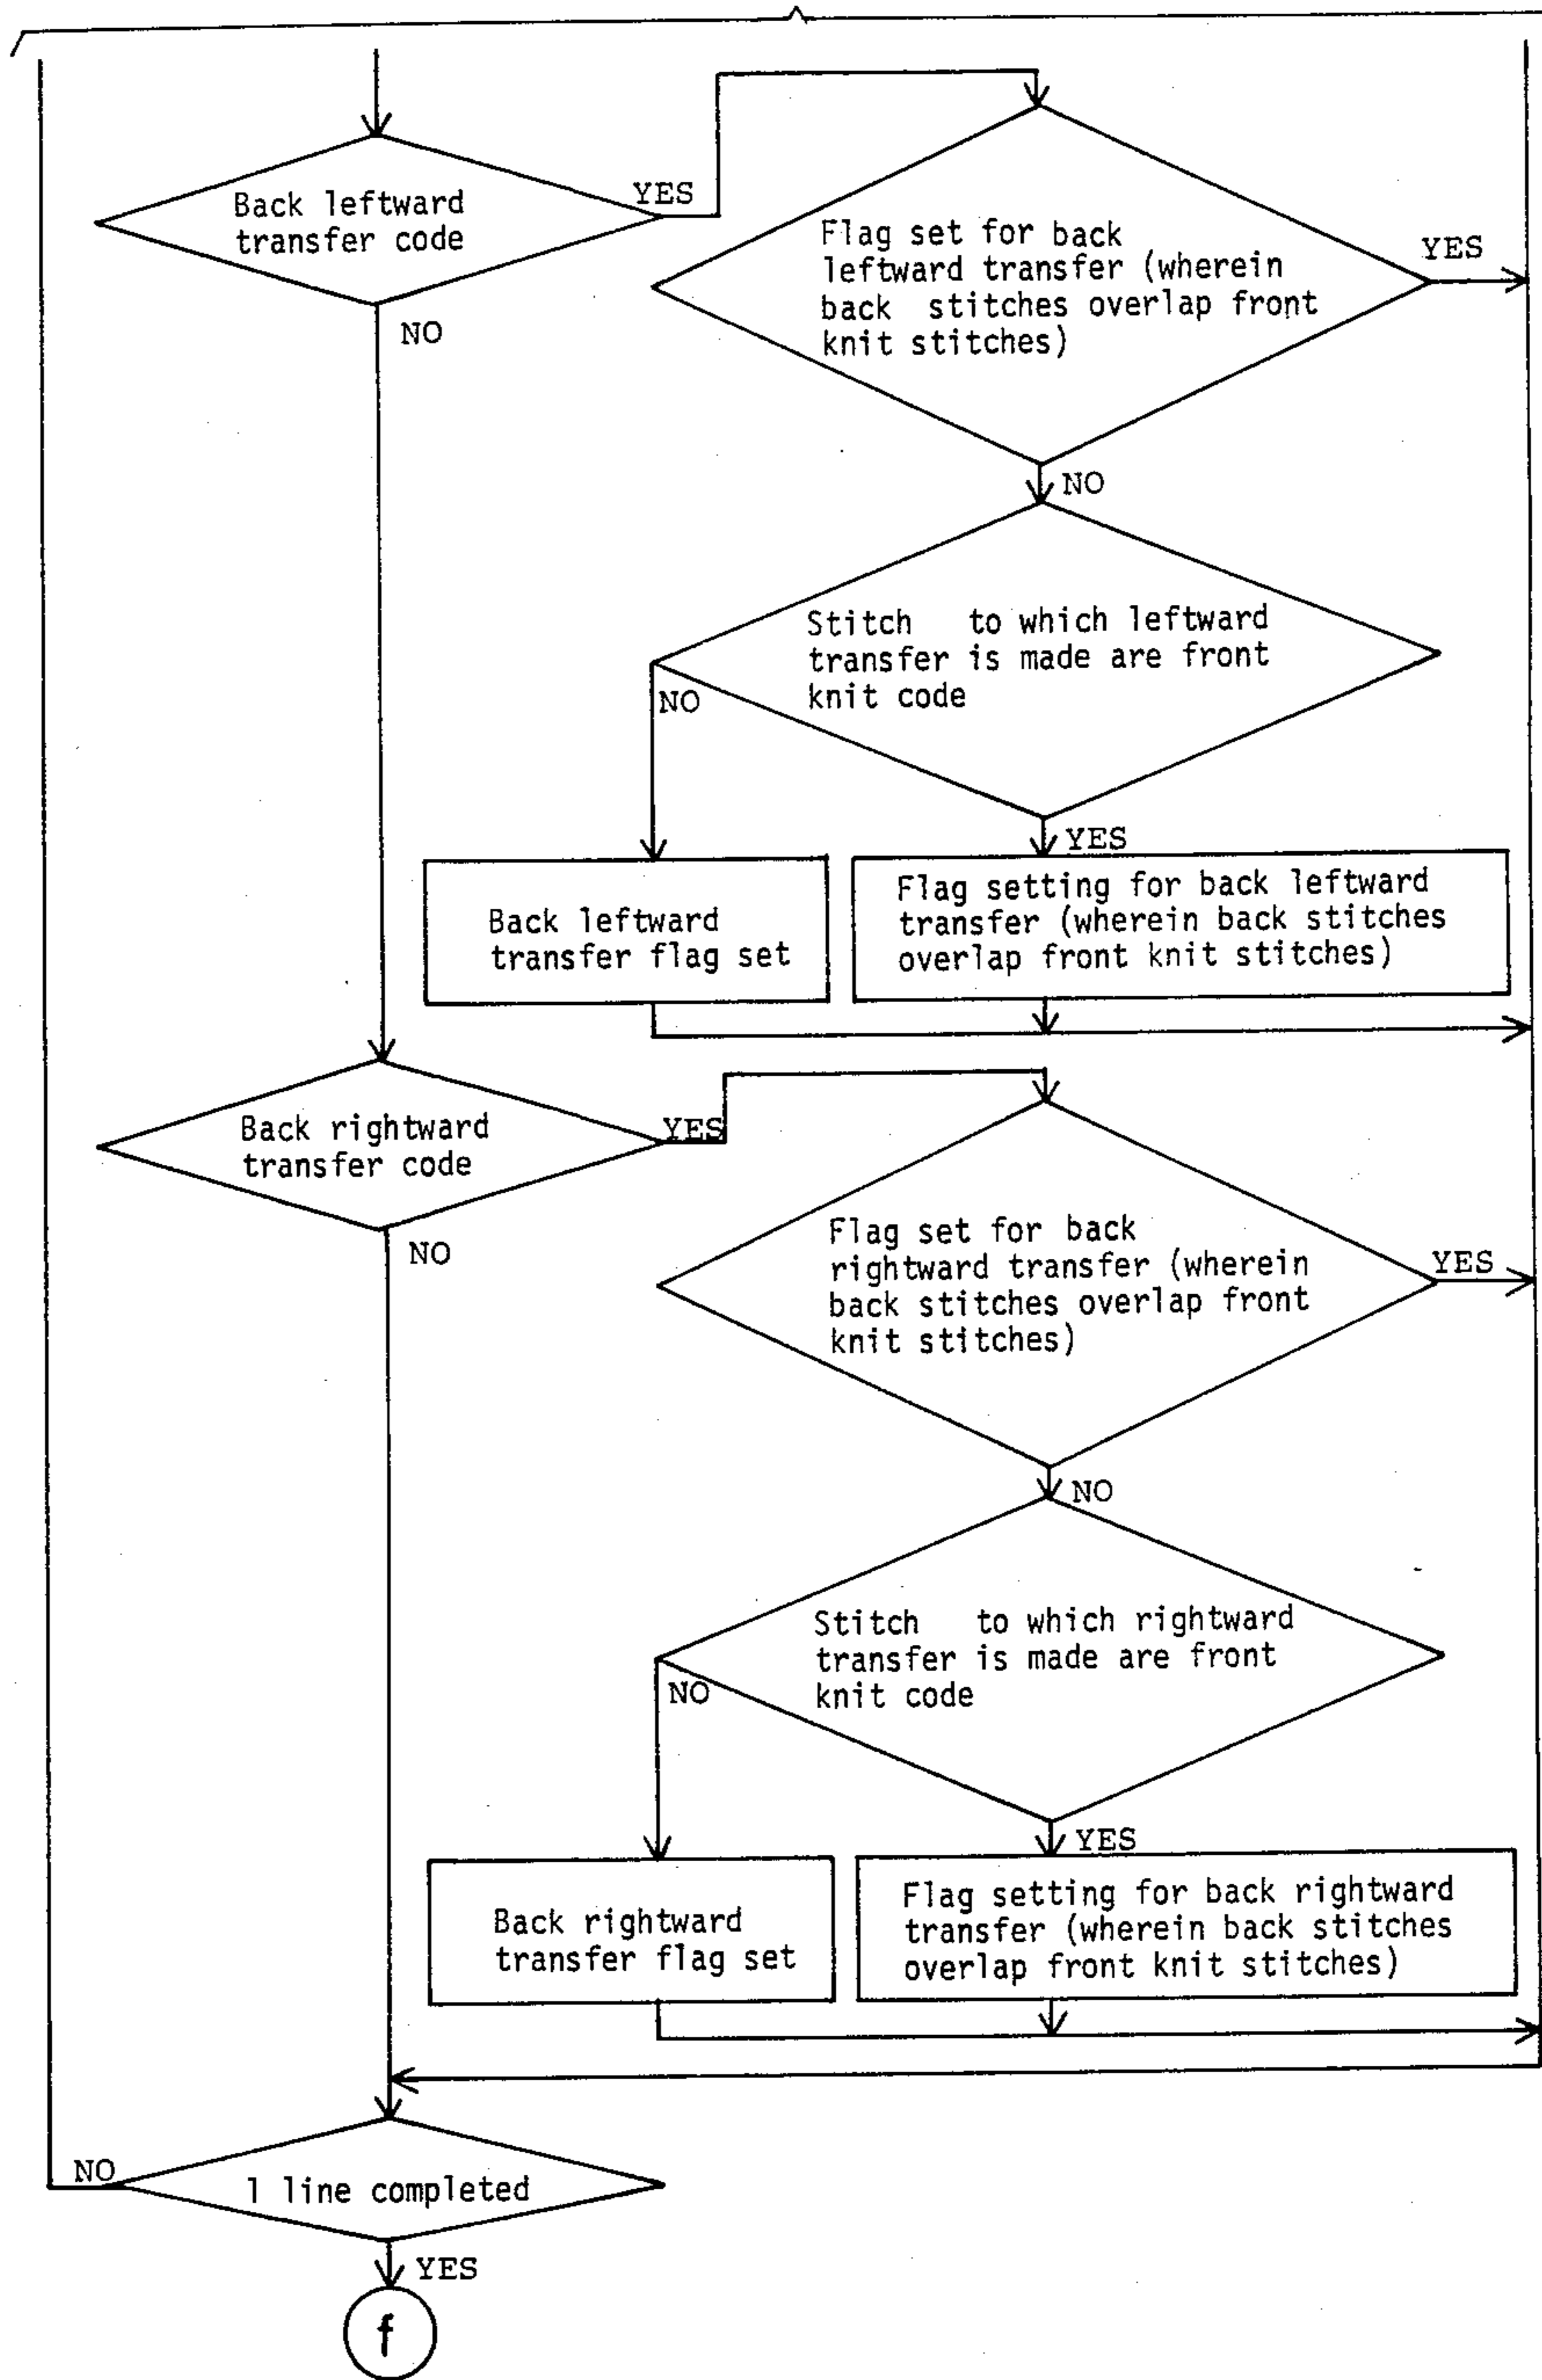 Back leftward
transfer code
YES
NO
Flag set for back
leftward transfer (wherein
back stitches overlap front
knit stitches)
YES
NO
Stitch to which leftward
transfer is made are front
knit code
NO
YES
Back leftward
transfer flag set
Flag setting for back leftward
transfer (wherein back stitches
overlap front knit stitches)
Back rightward
transfer code
YES
NO
Flag set for back
rightward transfer (wherein
back stitches overlap front
knit stitches)
YES
NO
Stitch to which rightward
transfer is made are front
knit code
NO
YES
Back rightward
transfer flag set
Flag setting for back rightward
transfer (wherein back stitches
overlap front knit stitches)
1 line completed
NO
YES
f